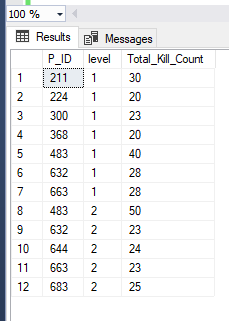 100 %
Results Messages
P_ID level Total_Kill_Count
1 211 1 30
2 224 1 20
3 300 1 23
4 368 1 20
5 483 1 40
6 632 1 28
7 663 1 28
8 483 2 50
9 632 2 23
10 644 2 24
11 663 2 23
12 683 2 25